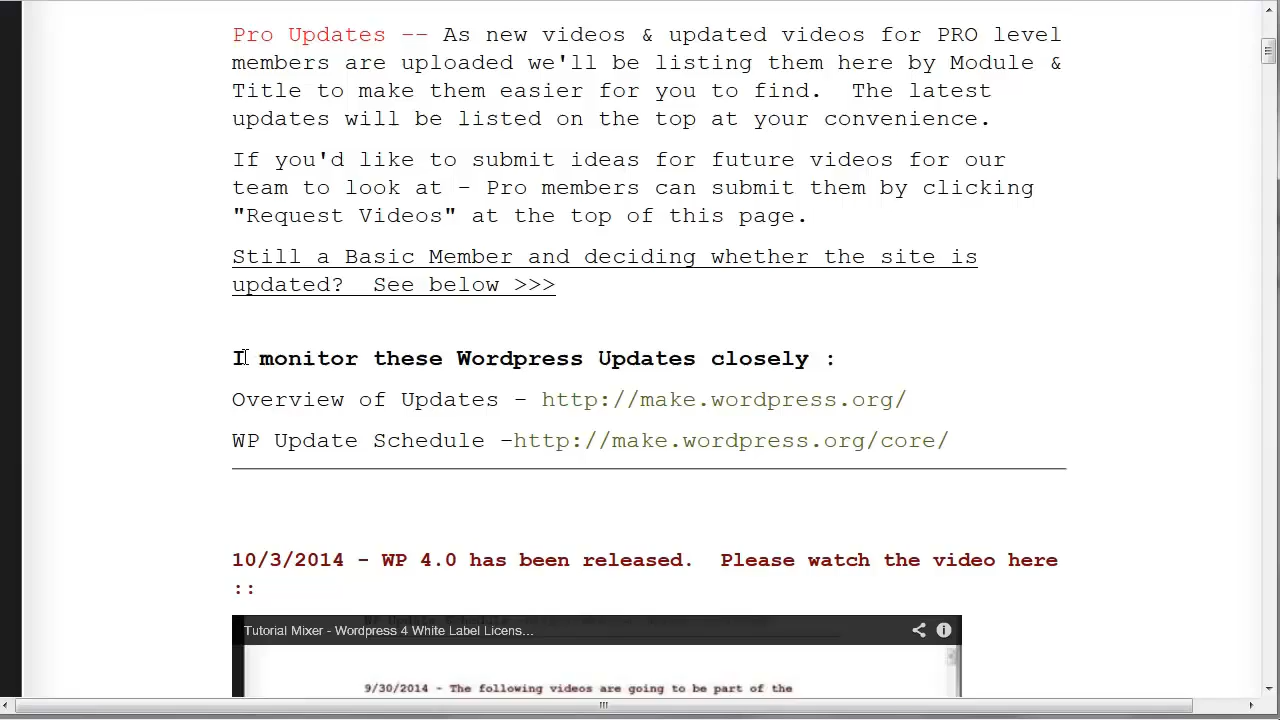 Pro Updates -- As new videos & updated videos for PRO level
members are uploaded we'll be listing them here by Module &
Title to make them easier for you to find. The latest
updates will be listed on the top at your convenience.
If you'd like to submit ideas for future videos for our
team to look at – Pro members can submit them by clicking
"Request Videos" at the top of this page.
Still a Basic Member and deciding whether the site is
updated? See below >>>
I monitor these Wordpress Updates closely :
Overview of Updates – http://make.wordpress.org/
WP Update Schedule –http://make.wordpress.org/core/
10/3/2014 – WP 4.0 has been released. Please watch the video here
::
Tutorial Mixer - Wordpress 4 White Label Licens...
9/30/2014 - The following videos are going to be part of the